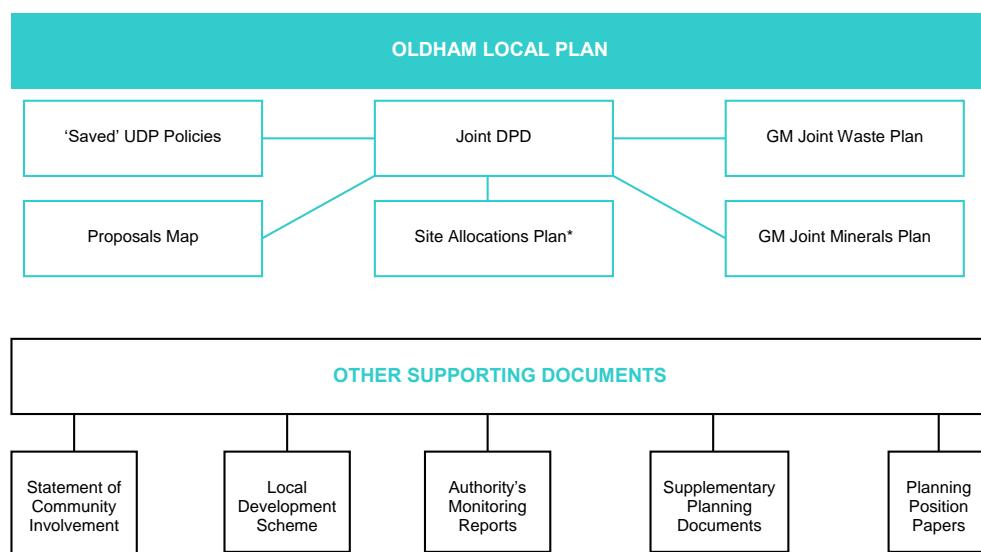 OLDHAM LOCAL PLAN
‘Saved’ UDP Policies
Joint DPD
GM Joint Waste Plan
Proposals Map
Site Allocations Plan*
GM Joint Minerals Plan
OTHER SUPPORTING DOCUMENTS
Statement of
Community
Involvement
Local
Development
Scheme
Authority’s
Monitoring
Reports
Supplementary
Planning
Documents
Planning
Position
Papers